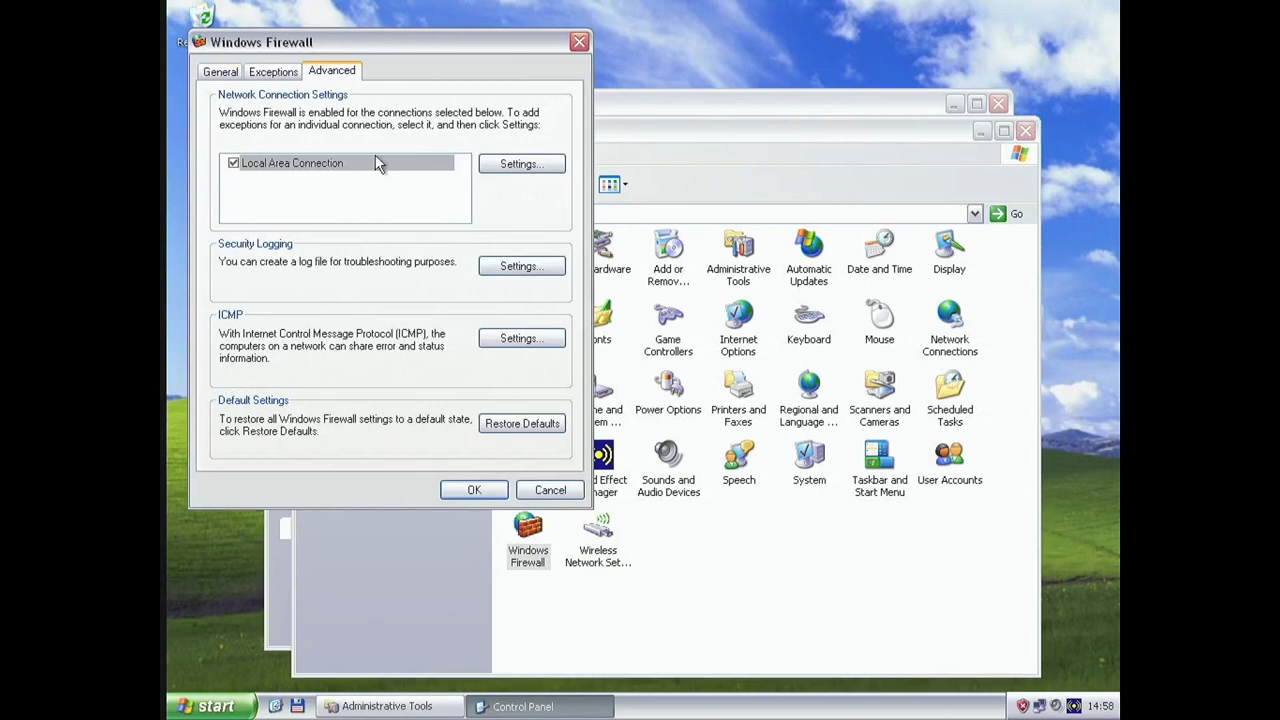 Re
Windows Firewall
General
Exceptions
Advanced
Network Connection Settings
Windows Firewall is enabled for the connections selected below. To add
exceptions for an individual connection, select it, and then click Settings:
Local Area Connection
Settings...
Security Logging
You can create a log file for troubleshooting purposes.
Settings...
ICMP
With Internet Control Message Protocol (ICMP), the
computers on a network can share error and status
information.
Settings...
Default Settings
To restore all Windows Firewall settings to a default state,
click Restore Defaults.
Restore Defaults
OK
Cancel
Go
ardware
Add or
Remov...
Administrative
Tools
Automatic
Updates
Date and Time
Display
onts
Game
Controllers
Internet
Options
Keyboard
Mouse
Network
Connections
e and
em ...
Power Options
Printers and
Faxes
Regional and
Language ...
Scanners and
Cameras
Scheduled
Tasks
d Effect
nager
Sounds and
Audio Devices
Speech
System
Taskbar and
Start Menu
User Accounts
Windows
Firewall
Wireless
Network Set...
start
Administrative Tools
Control Panel
14:58